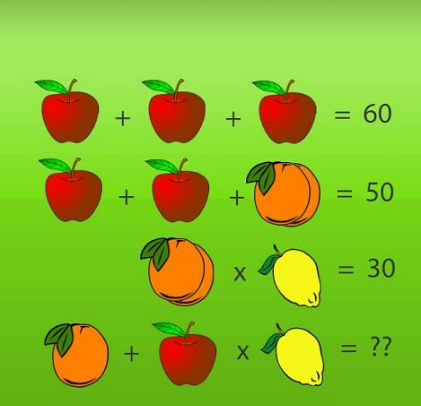 + + = 60
+ + = 50
x = 30
+ x = ??